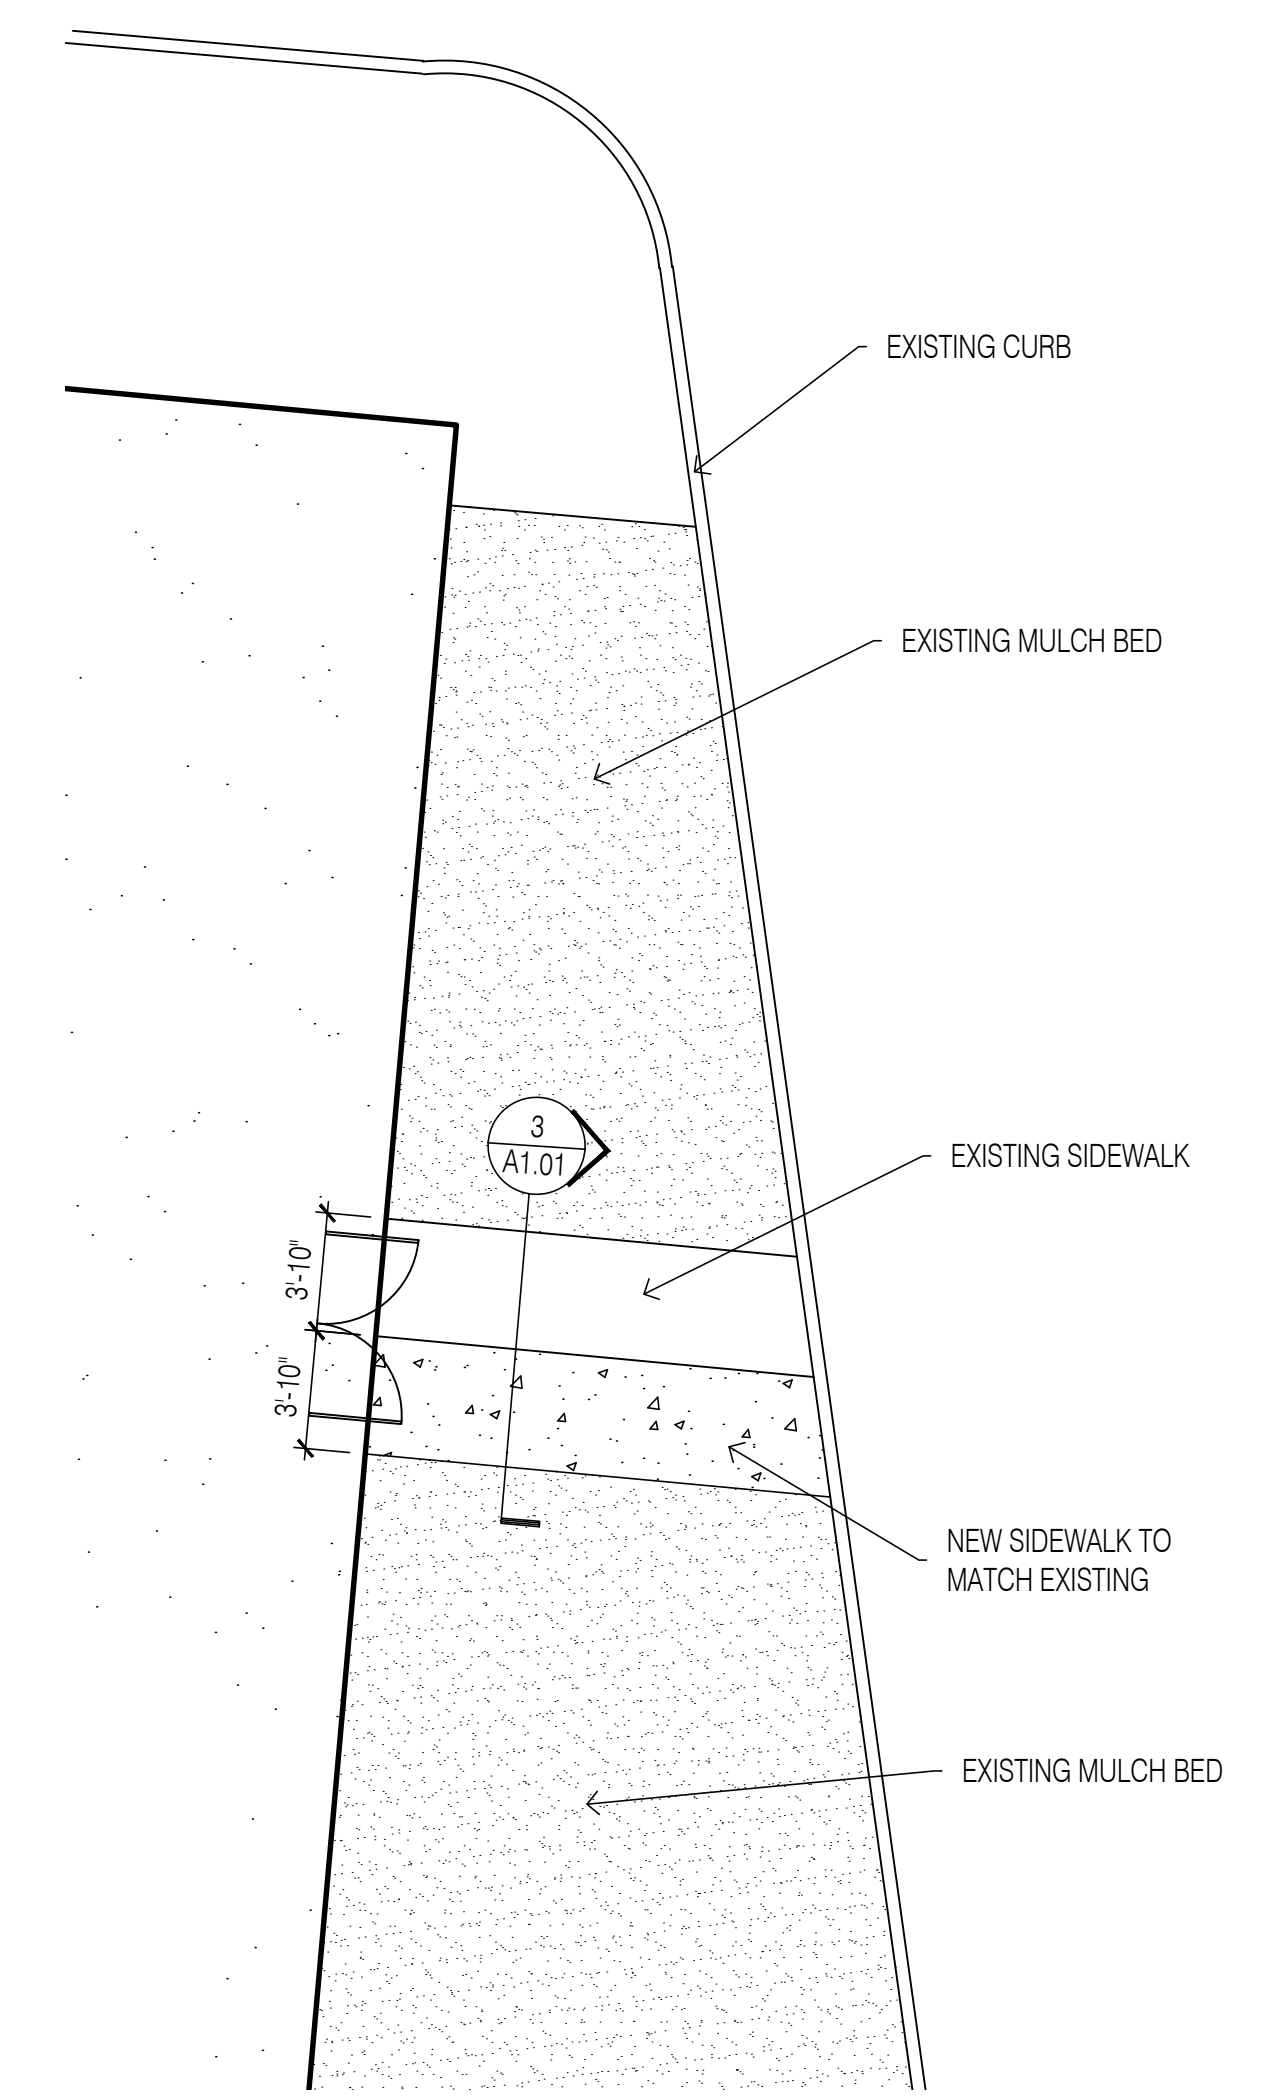 EXISTING CURB
EXISTING MULCH BED
3
A1.01
EXISTING SIDEWALK
3'-10"
3'-10"
NEW SIDEWALK TO
MATCH EXISTING
EXISTING MULCH BED